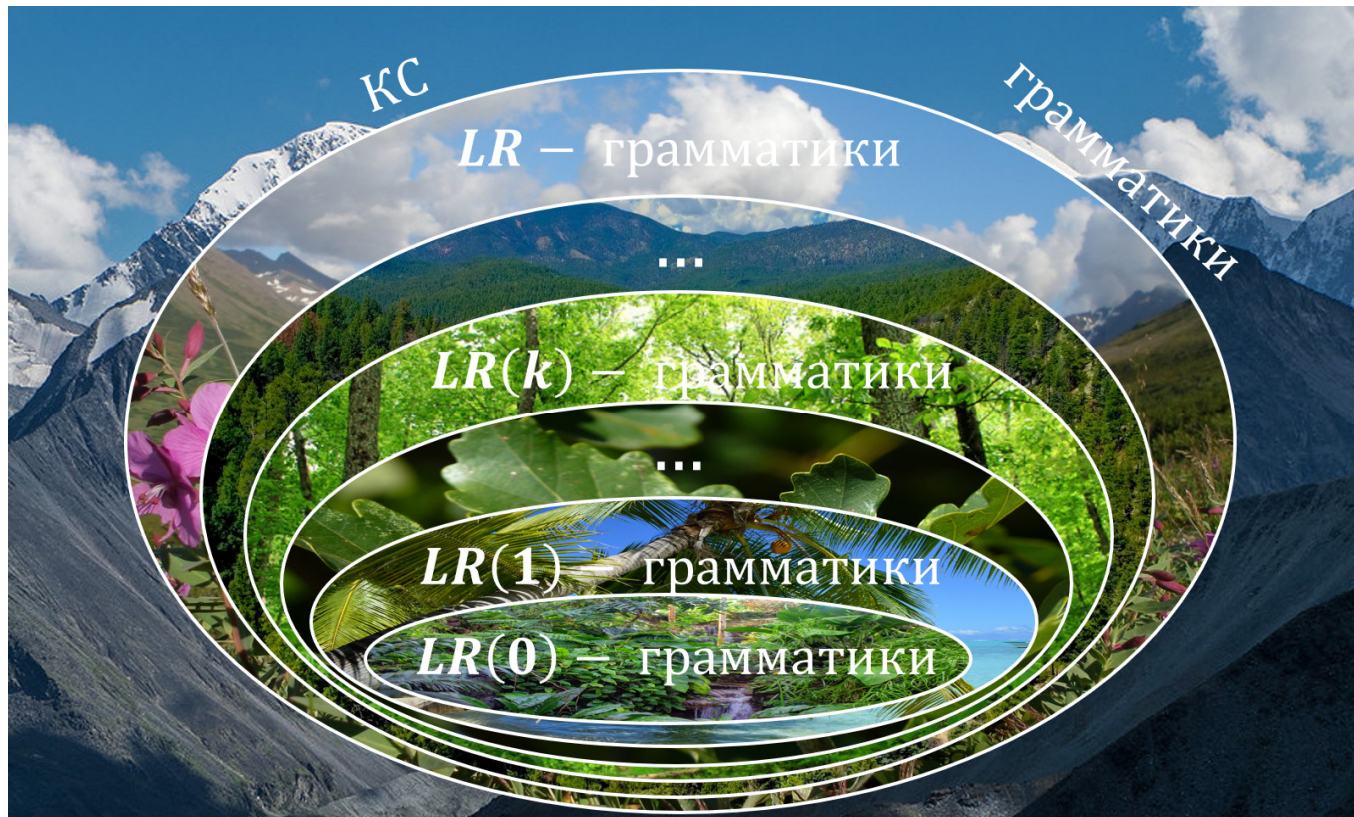 КС грамматики
LR – грамматики
...
LR(k) – грамматики
...
LR(1) – грамматики
LR(0) – грамматики